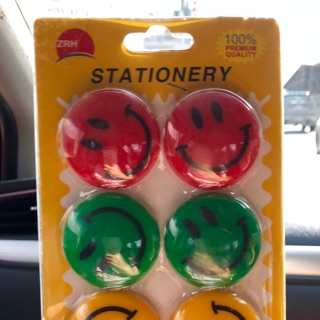 ZRH
100%
PREMIUM
QUALITY
STATIONERY